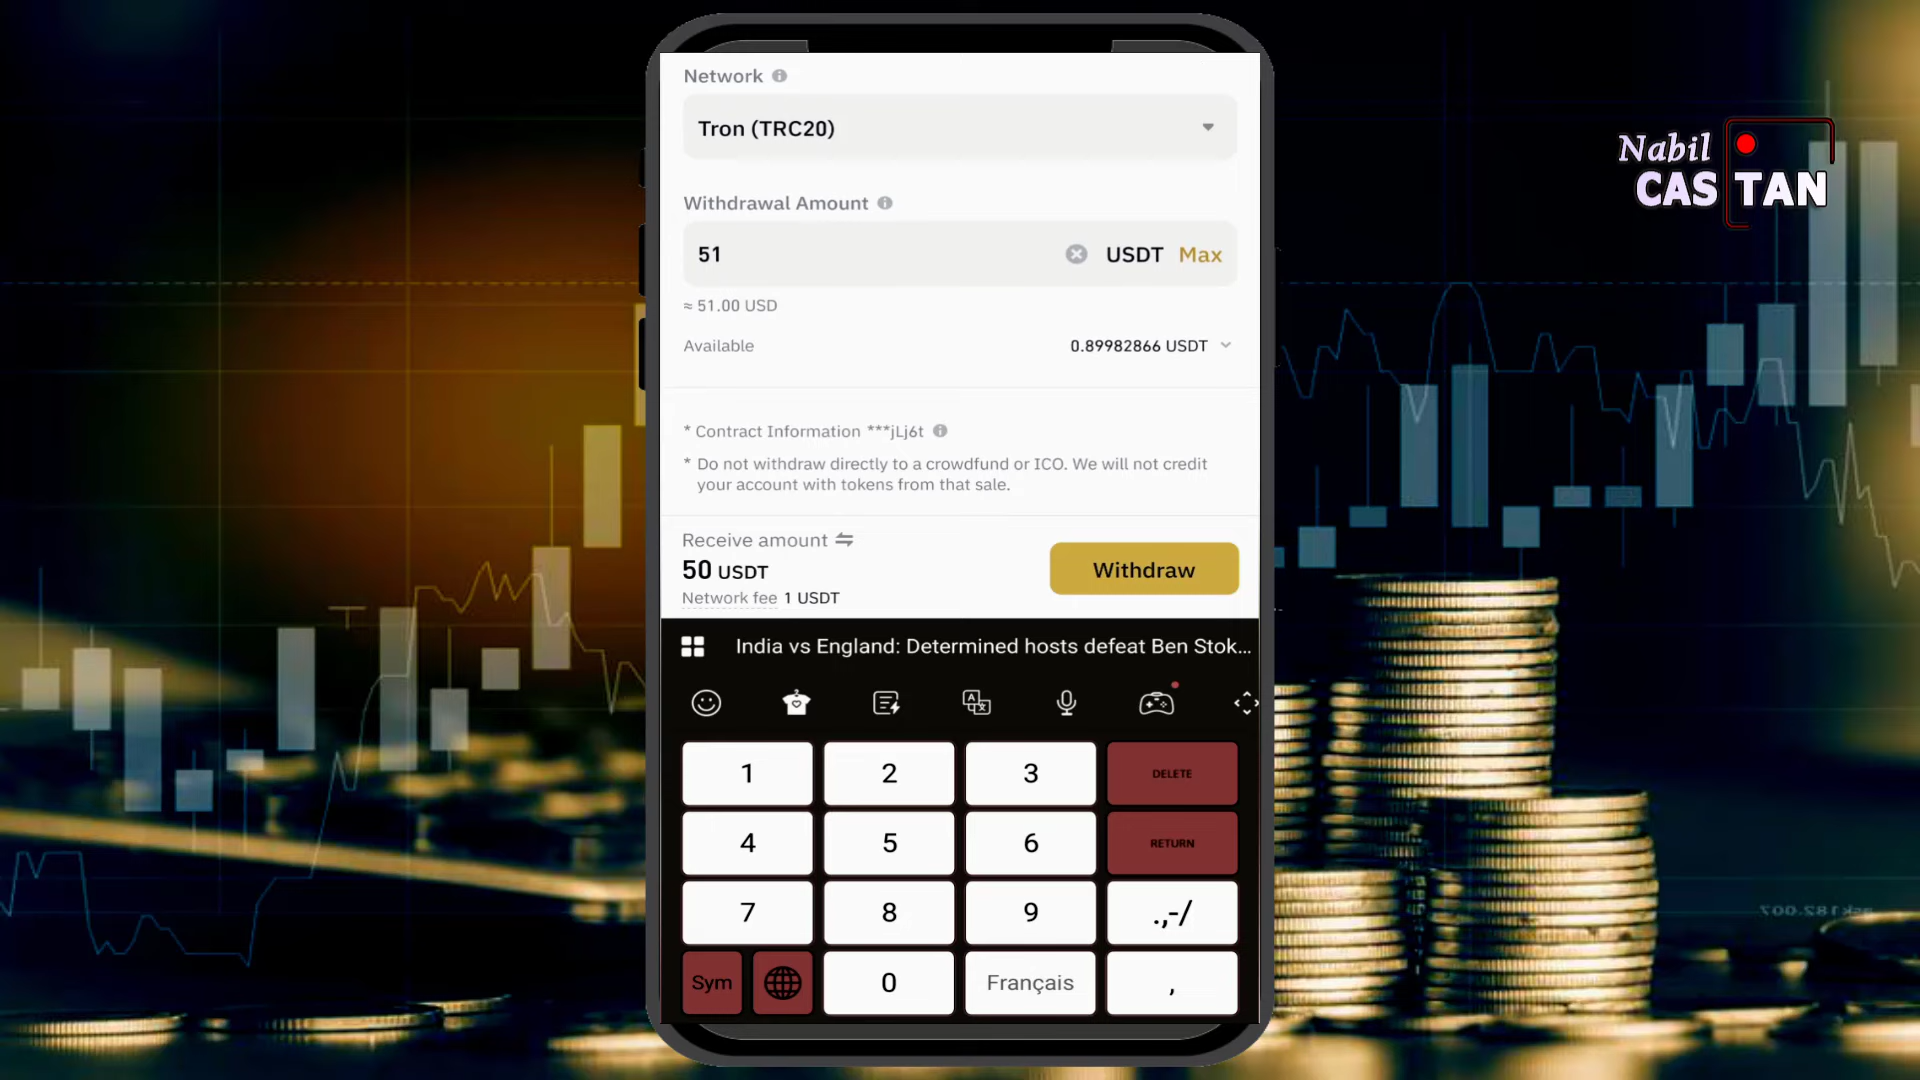 Network
Tron (TRC20)
Withdrawal Amount
51 USDT Max
≈ 51.00 USD
Available 0.89982866 USDT
* Contract Information ***jLj6t
* Do not withdraw directly to a crowdfund or ICO. We will not credit
your account with tokens from that sale.
Receive amount
50 USDT
Network fee 1 USDT
Withdraw
India vs England: Determined hosts defeat Ben Stok...
1 2 3 DELETE
4 5 6 RETURN
7 8 9 .,-/
Sym 0 Français ,
Nabil
CASTAN
ask182.007